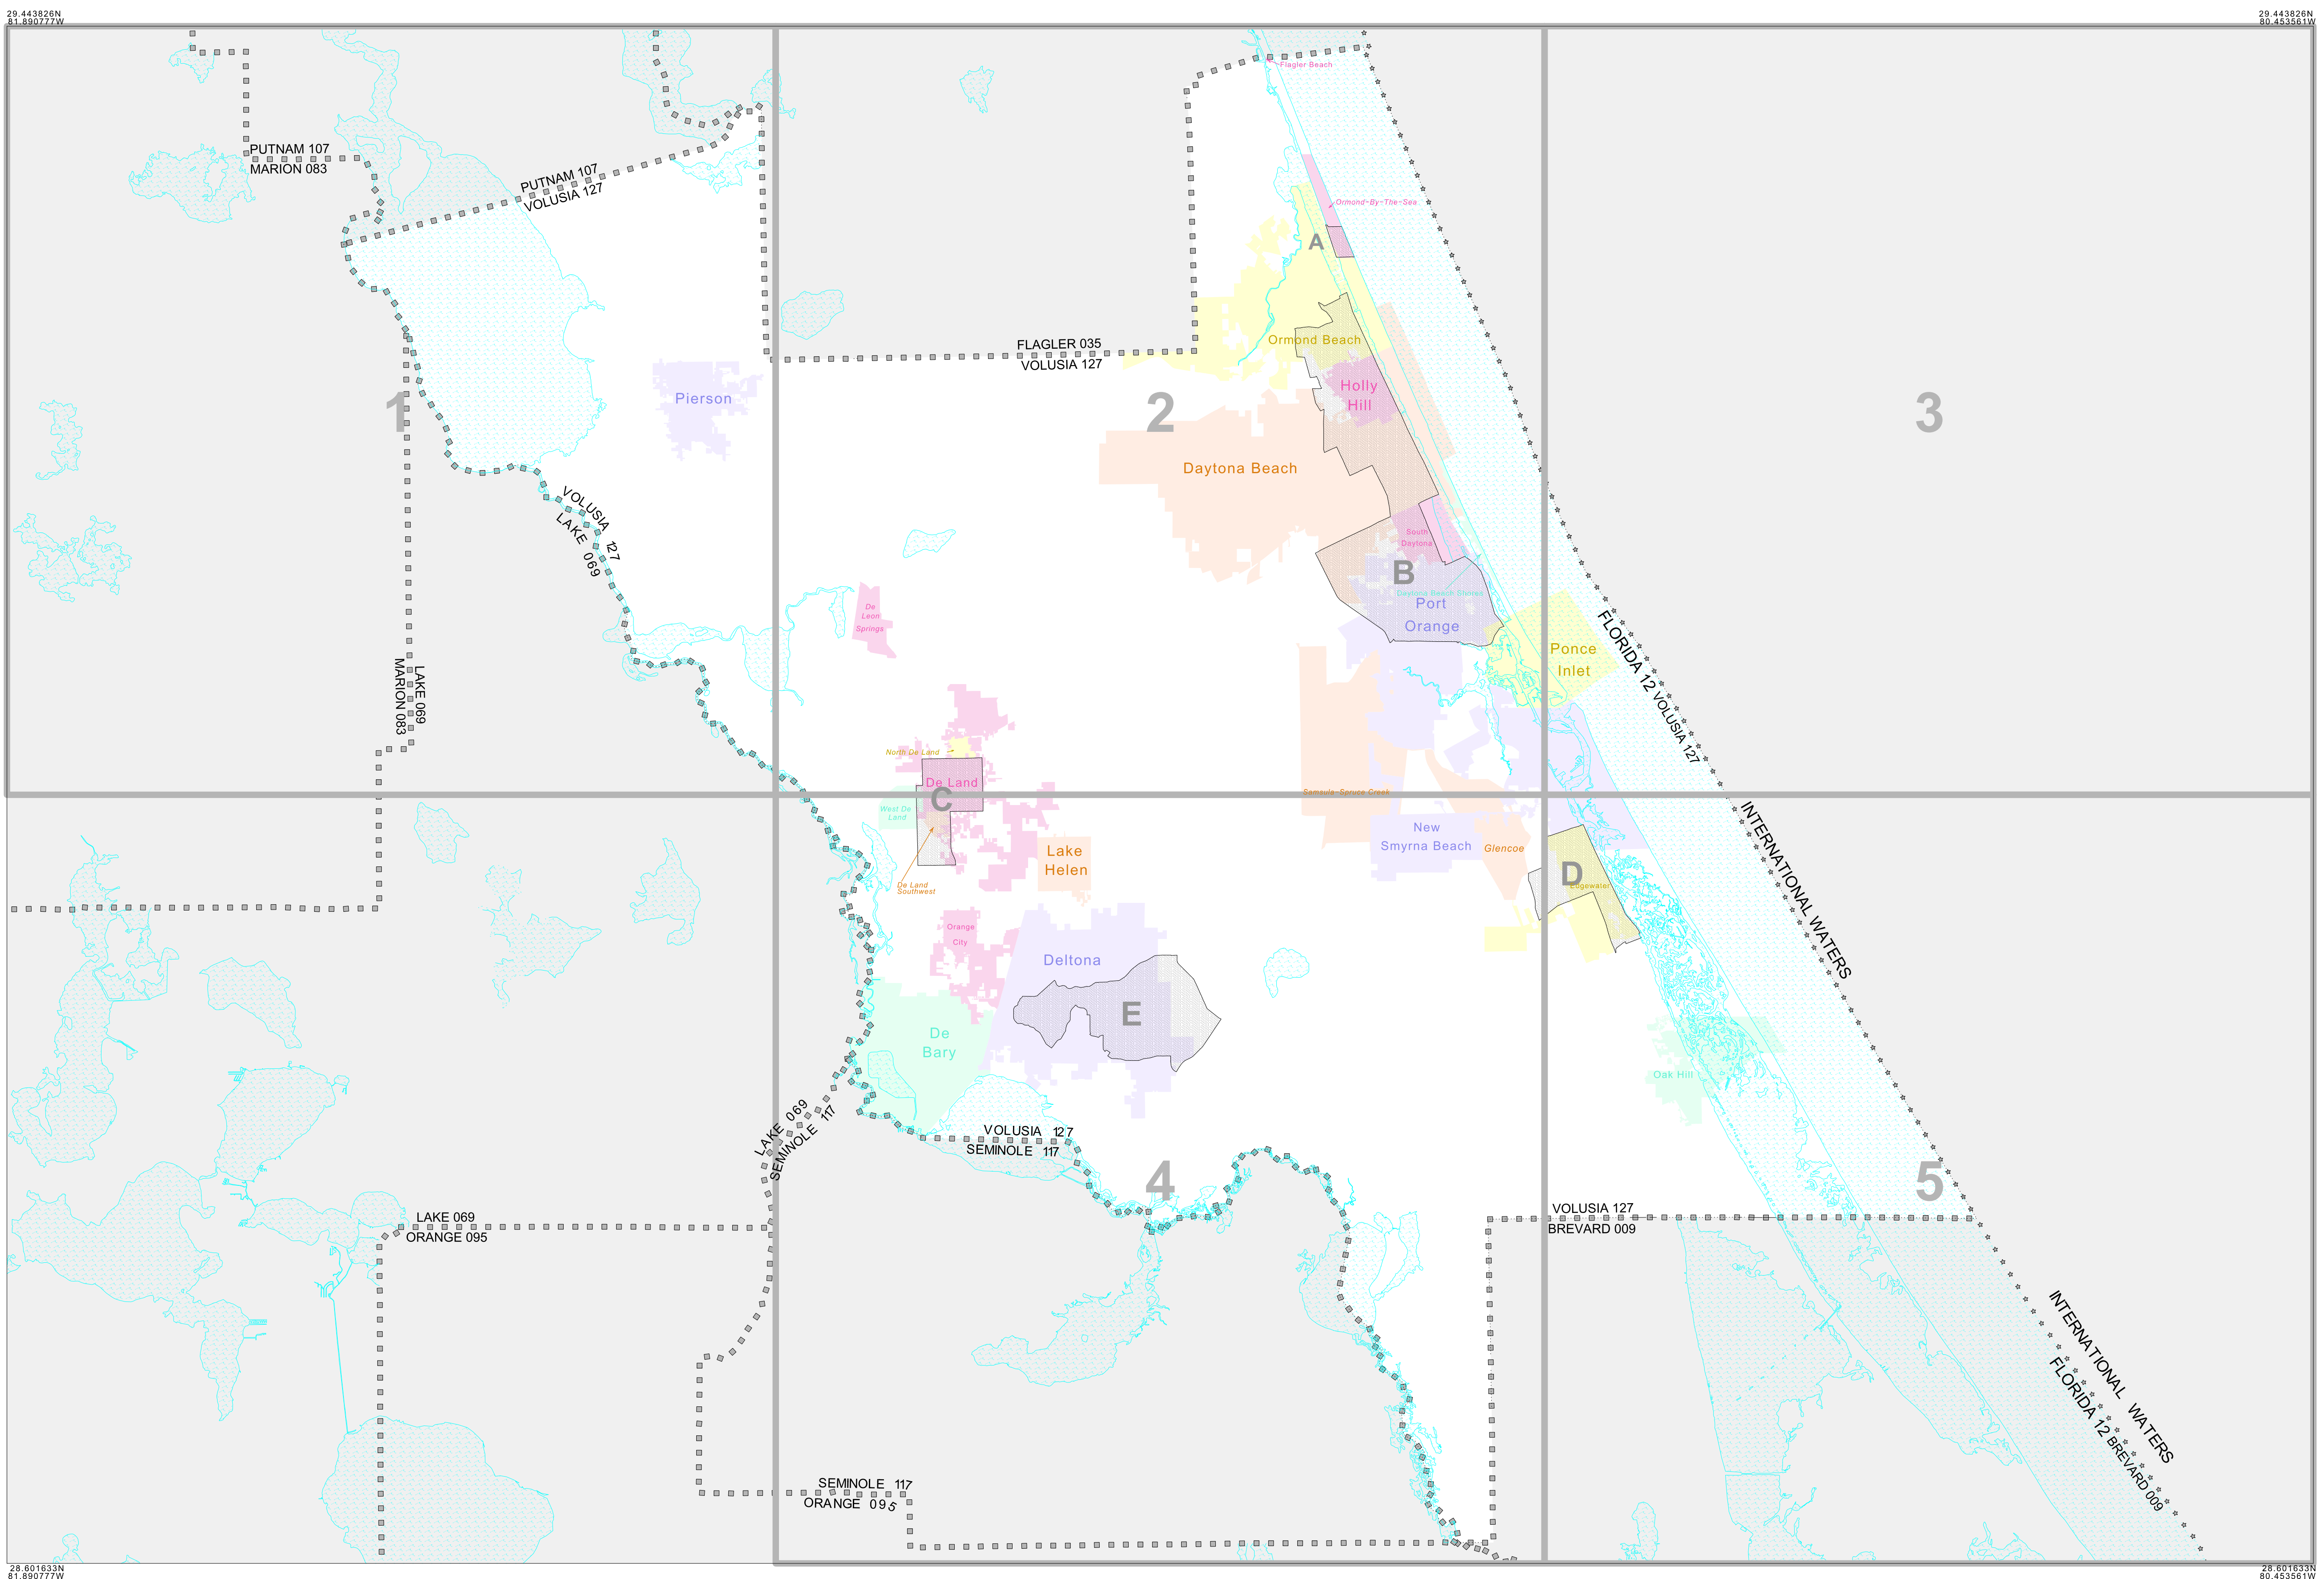 29.443826N
81.890777W
29.443826N
80.453561W
Flagler Beach
PUTNAM 107
MARION 083
PUTNAM 107
VOLUSIA 127
Ormond-By-The-Sea
A
FLAGLER 035
VOLUSIA 127
Ormond Beach
Holly
Hill
Pierson
1
2
3
Daytona Beach
VOLUSIA 127
LAKE 069
South
Daytona
B
Daytona Beach Shores
Port
Orange
De
Leon
Springs
Ponce
Inlet
FLORIDA 12 VOLUSIA 127
LAKE 069
MARION 083
North De Land
De Land
C
West De
Land
Samsula-Spruce Creek
INTERNATIONAL WATERS
New
Smyrna Beach
Glencoe
Lake
Helen
D
Edgewater
De Land
Southwest
Orange
City
Deltona
E
De
Bary
Oak Hill
LAKE 069
SEMINOLE 117
VOLUSIA 127
SEMINOLE 117
4
5
LAKE 069
ORANGE 095
VOLUSIA 127
BREVARD 009
INTERNATIONAL WATERS
FLORIDA 12 BREVARD 009
SEMINOLE 117
ORANGE 095
28.601633N
81.890777W
28.601633N
80.453561W